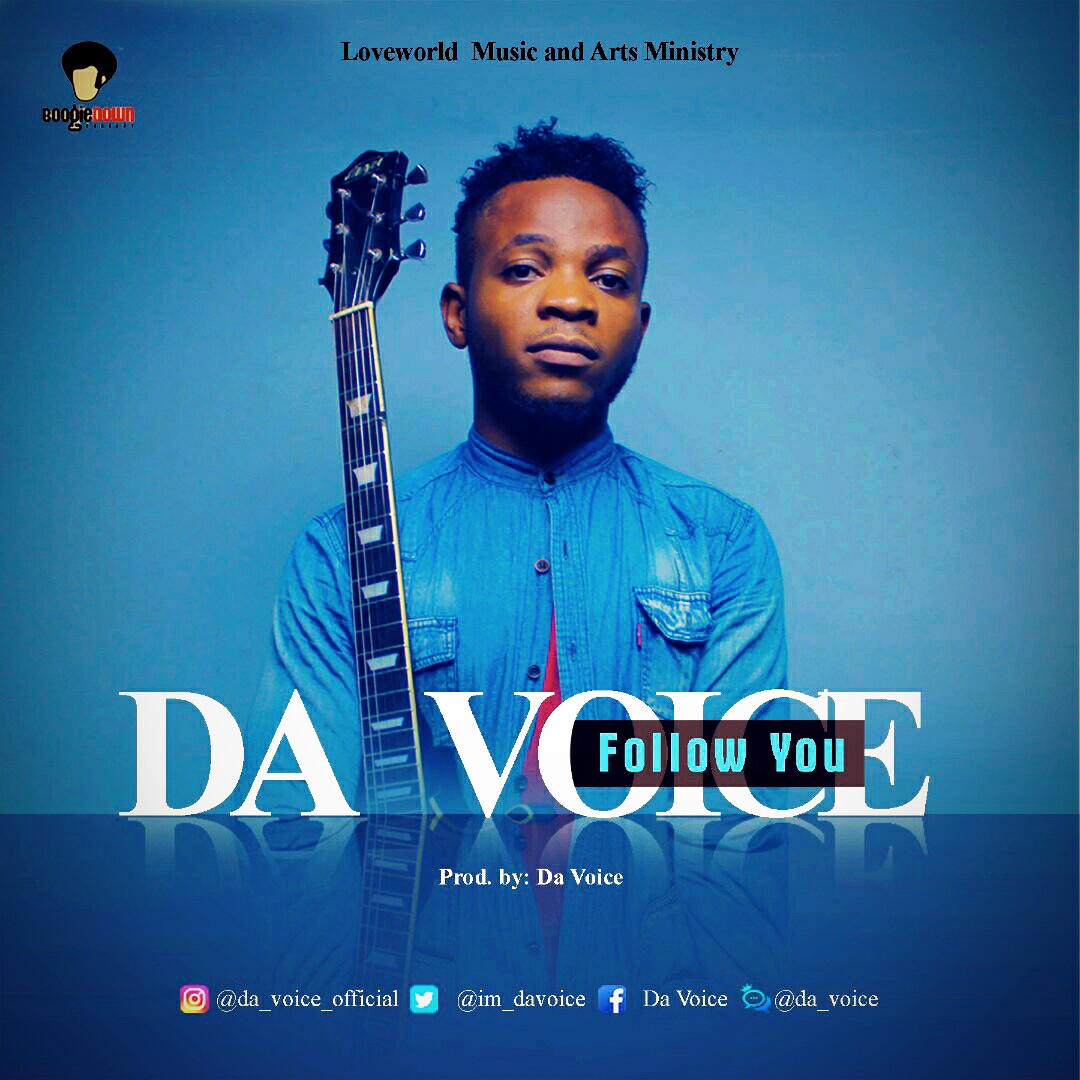 Loveworld Music and Arts Ministry
BOOGIEDOWN
DA VOICE
Follow You
Prod. by: Da Voice
@da_voice_official @im_davoice Da Voice @da_voice